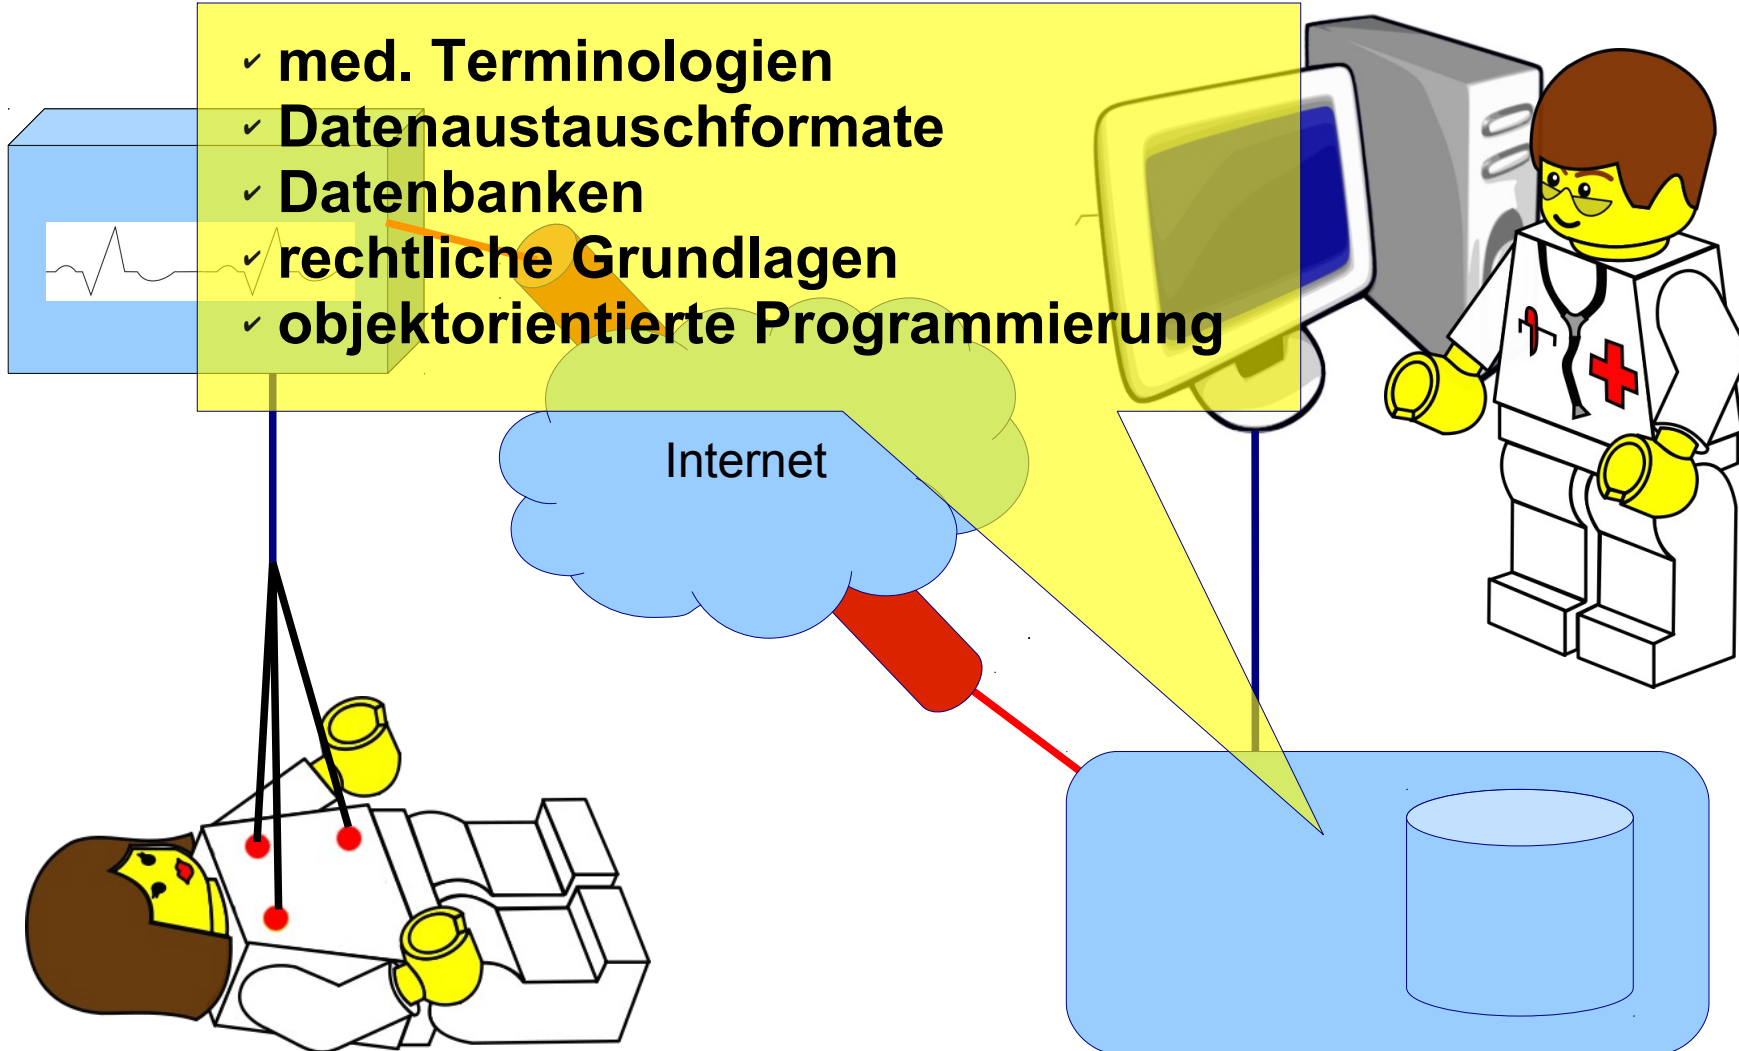 ✔ med. Terminologien
✔ Datenaustauschformate
✔ Datenbanken
✔ rechtliche Grundlagen
✔ objektorientierte Programmierung
Internet